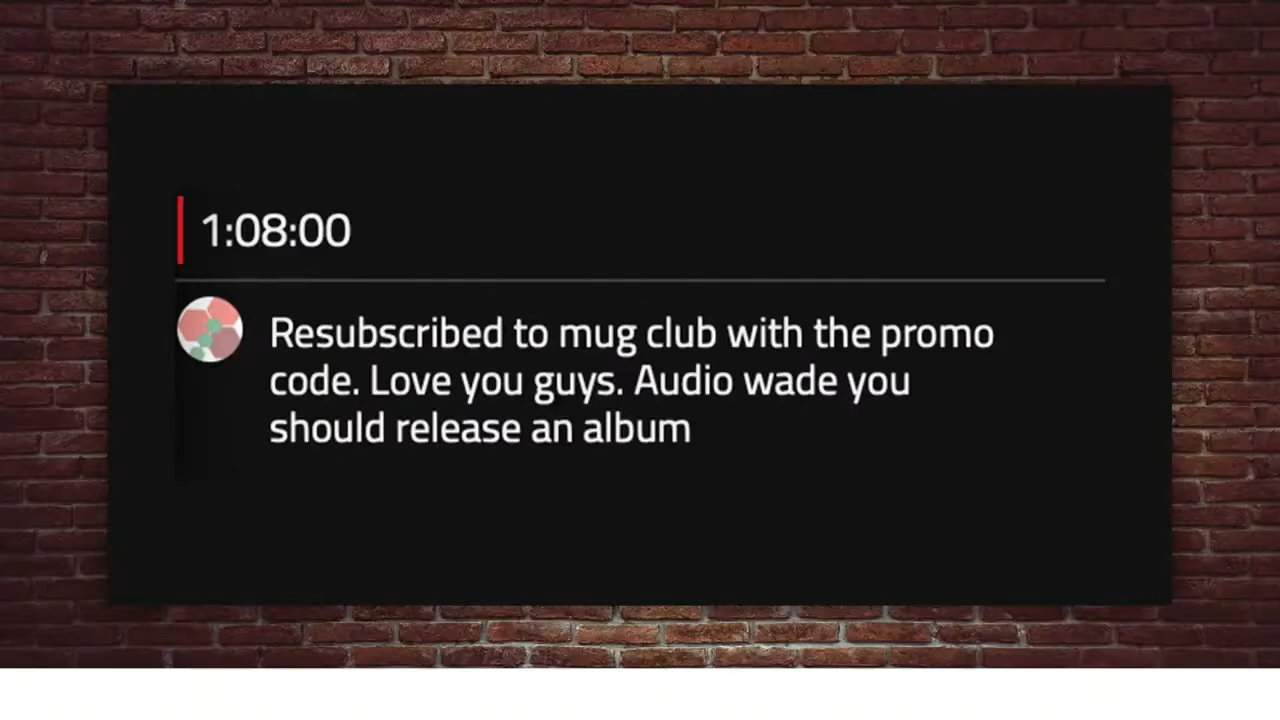 1:08:00
Resubscribed to mug club with the promo
code. Love you guys. Audio wade you
should release an album